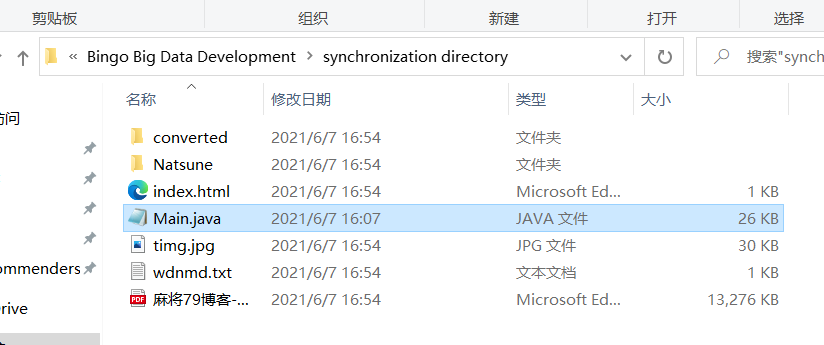 剪贴板 组织 新建 打开 选择
« Bingo Big Data Development > synchronization directory 搜索"synch
名称 修改日期 类型 大小
访问
converted 2021/6/7 16:54 文件夹
Natsune 2021/6/7 16:54 文件夹
index.html 2021/6/7 16:54 Microsoft Ed... 1 KB
Main.java 2021/6/7 16:07 JAVA 文件 26 KB
timg.jpg 2021/6/7 16:54 JPG 文件 30 KB
ommenders wdnmd.txt 2021/6/7 16:54 文本文档 1 KB
PDF 麻将79博客-... 2021/6/7 16:54 Microsoft Ed... 13,276 KB
rive